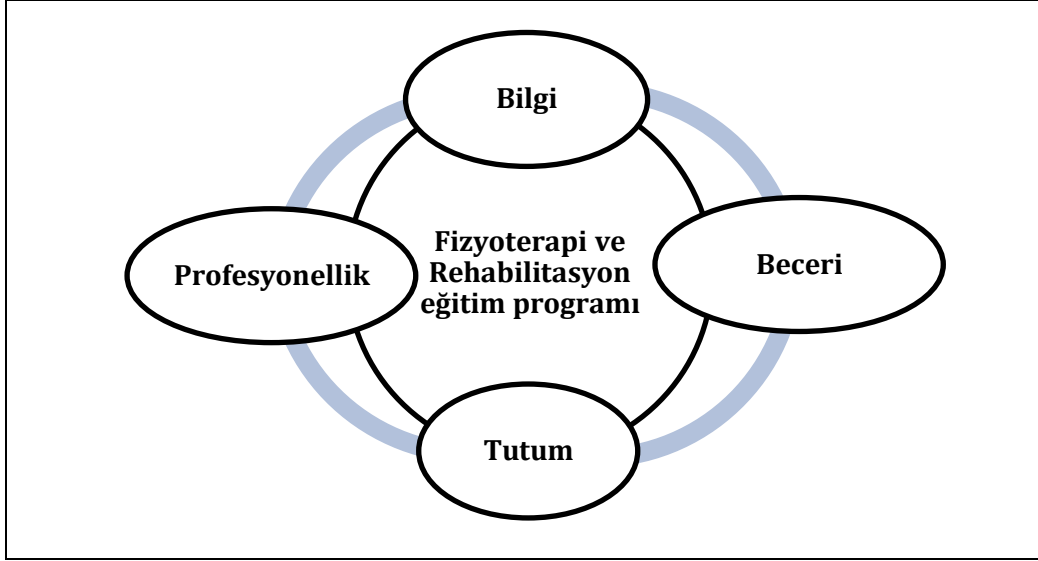 Bilgi
Profesyonellik
Fizyoterapi ve
Rehabilitasyon
eğitim programı
Beceri
Tutum